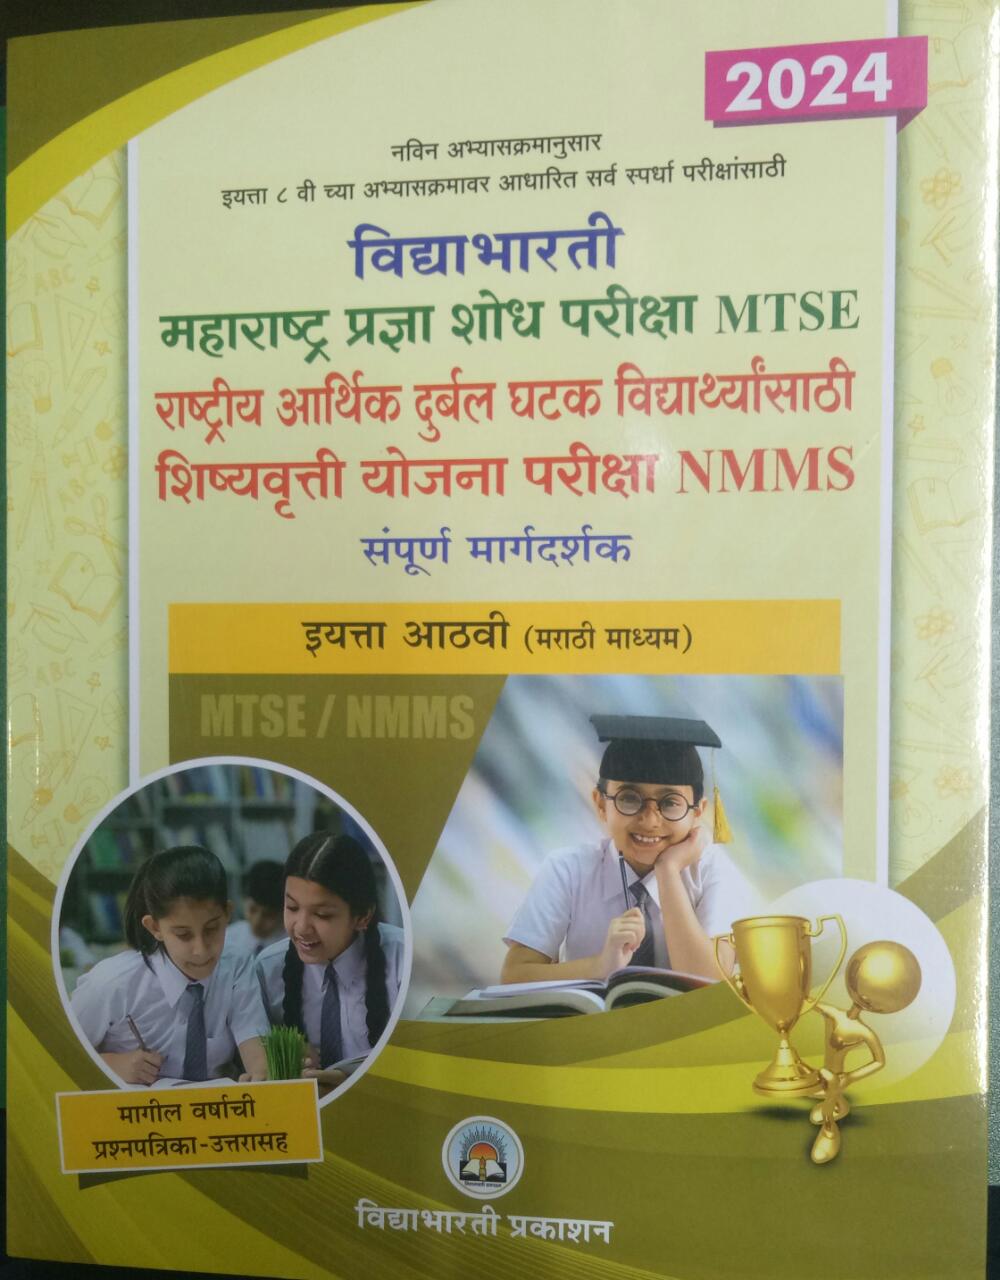 2024
नविन अभ्यासक्रमानुसार
इयत्ता ८ वी च्या अभ्यासक्रमावर आधारित सर्व स्पर्धा परीक्षांसाठी
विद्याभारती
महाराष्ट्र प्रज्ञा शोध परीक्षा MTSE
राष्ट्रीय आर्थिक दुर्बल घटक विद्यार्थ्यांसाठी
शिष्यवृत्ती योजना परीक्षा NMMS
संपूर्ण मार्गदर्शक
इयत्ता आठवी (मराठी माध्यम)
MTSE / NMMS
मागील वर्षाची
प्रश्नपत्रिका-उत्तरासह
विद्याभारती प्रकाशन